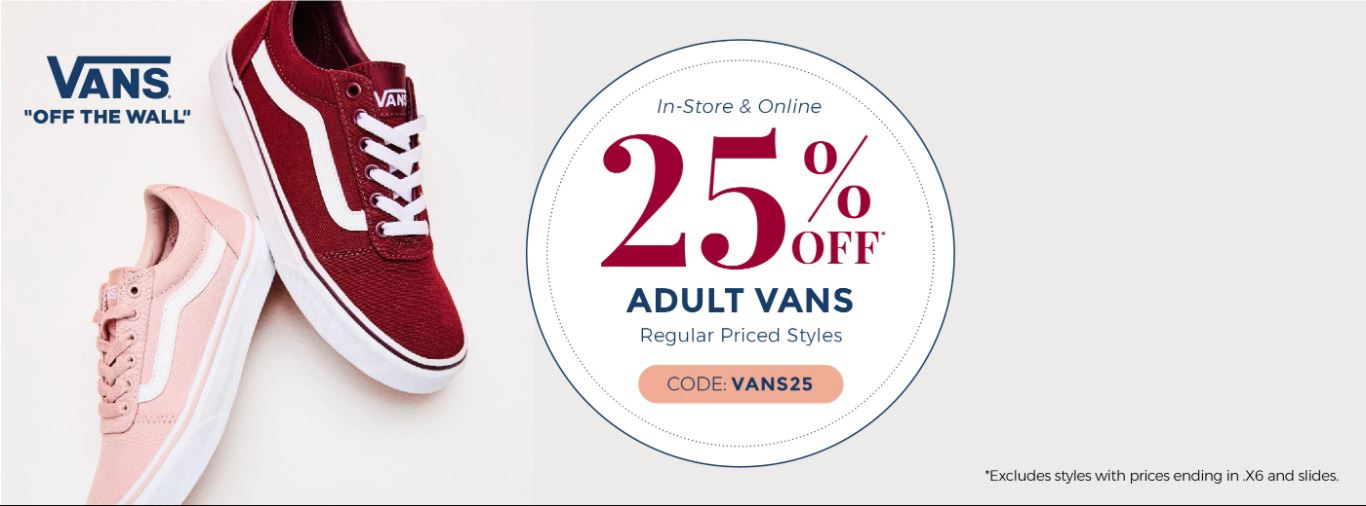 VANS
"OFF THE WALL"
VANS
In-Store & Online
25%
OFF*
ADULT VANS
Regular Priced Styles
CODE: VANS25
*Excludes styles with prices ending in .X6 and slides.